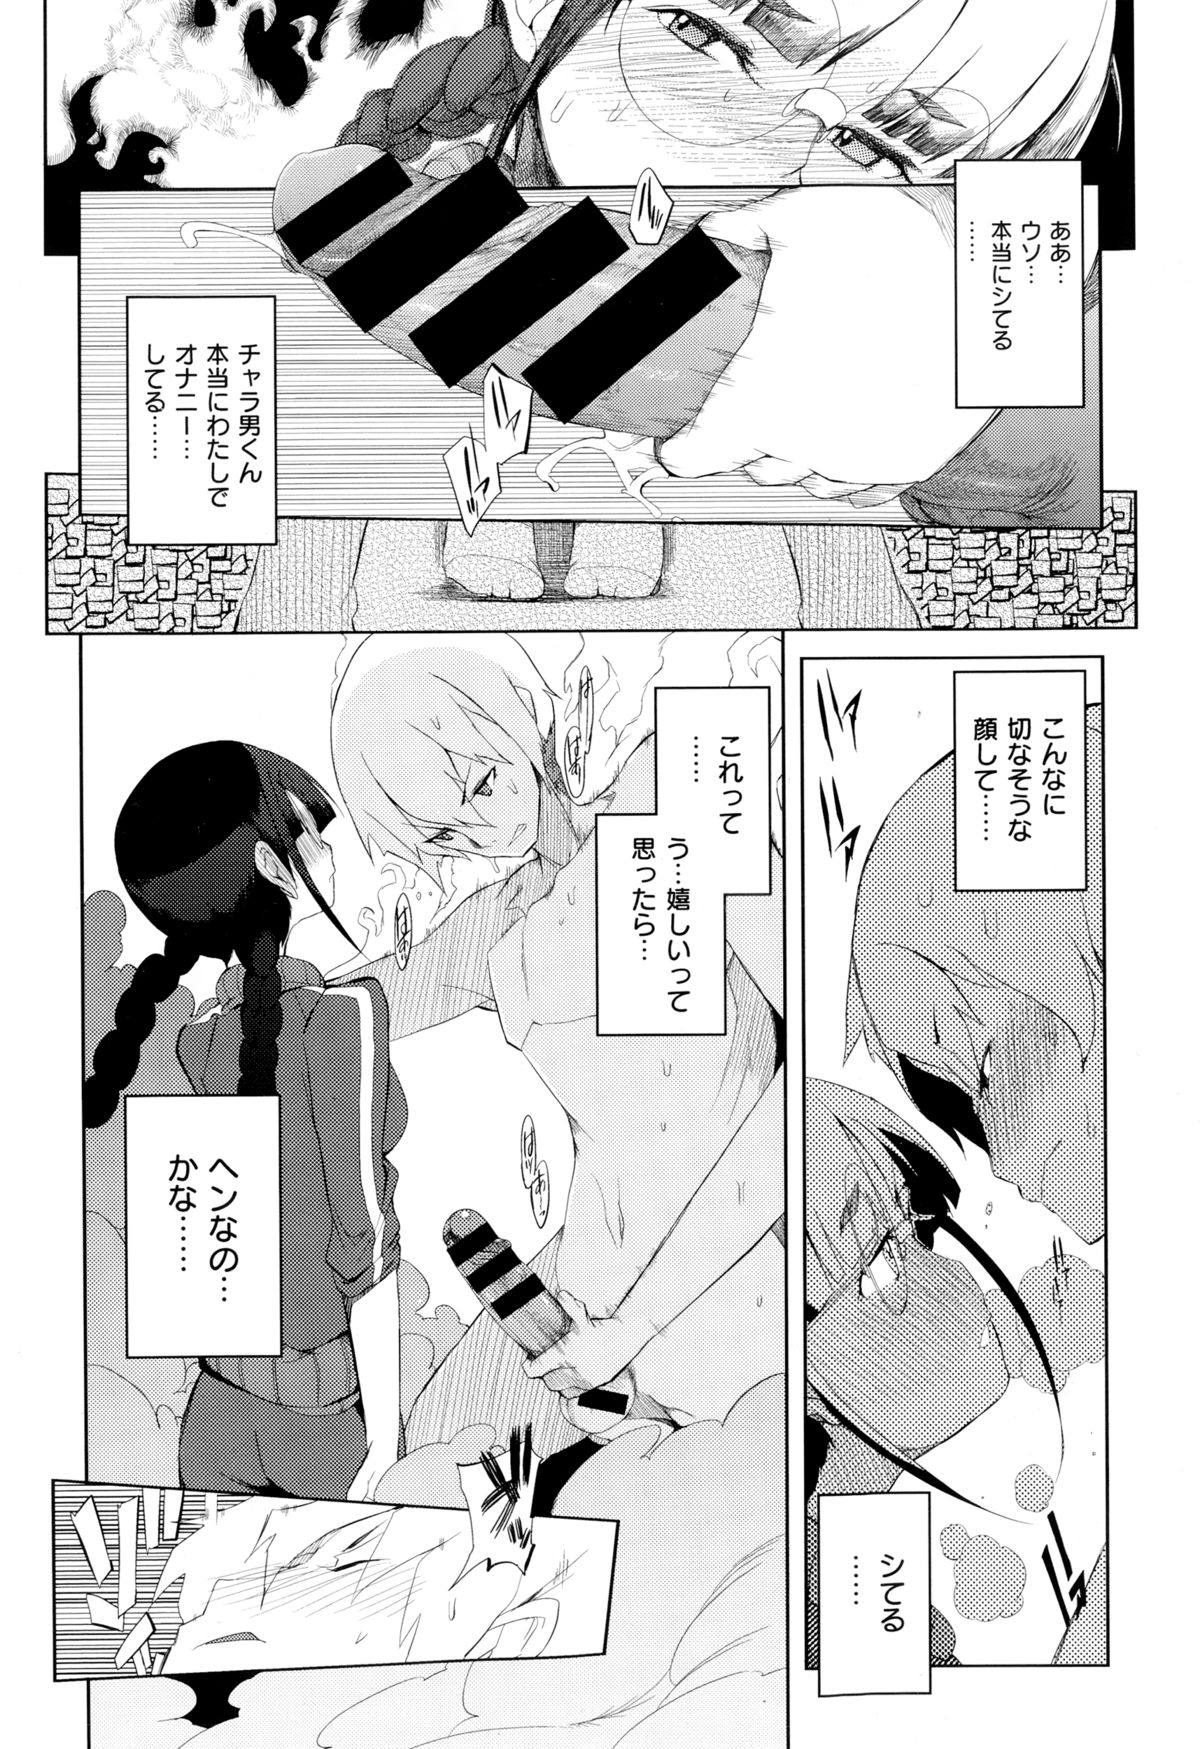 ああ…
ウソ…
本当にシてる
……
チャラ男くん
本当にわたしで
オナニー…
してる……
こんなに
切なそうな
顔して……
シてる
……
これって
……
う…嬉しいって
思ったら…
ヘンなの…
かな……